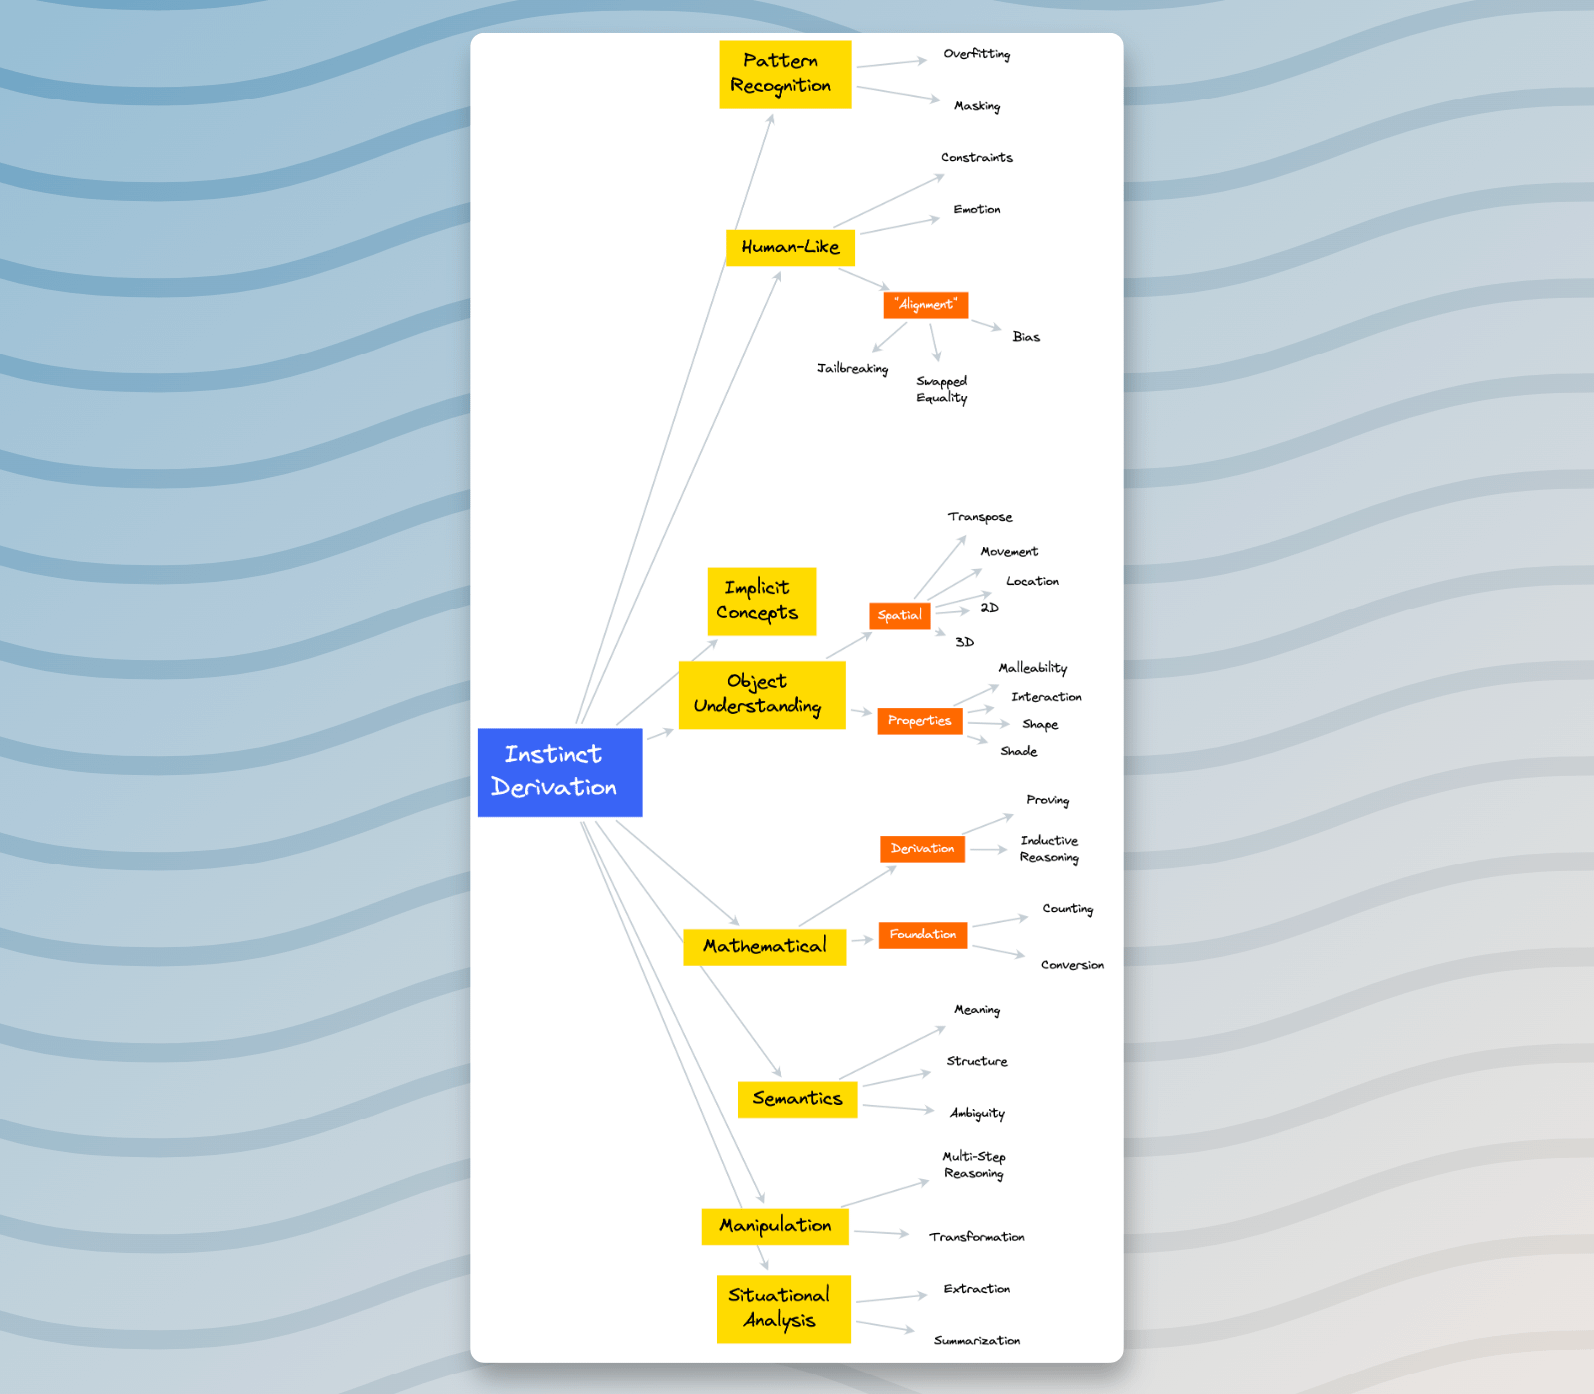 Pattern
Recognition
Overfitting
Masking
Constraints
Emotion
Human-Like
"Alignment"
Bias
Jailbreaking
Swapped
Equality
Transpose
Movement
Location
2D
3D
Implicit
Concepts
Spatial
Object
Understanding
Malleability
Interaction
Properties
Shape
Shade
Instinct
Derivation
Proving
Derivation
Inductive
Reasoning
Counting
Foundation
Mathematical
Conversion
Meaning
Structure
Semantics
Ambiguity
Multi-Step
Reasoning
Manipulation
Transformation
Situational
Analysis
Extraction
Summarization